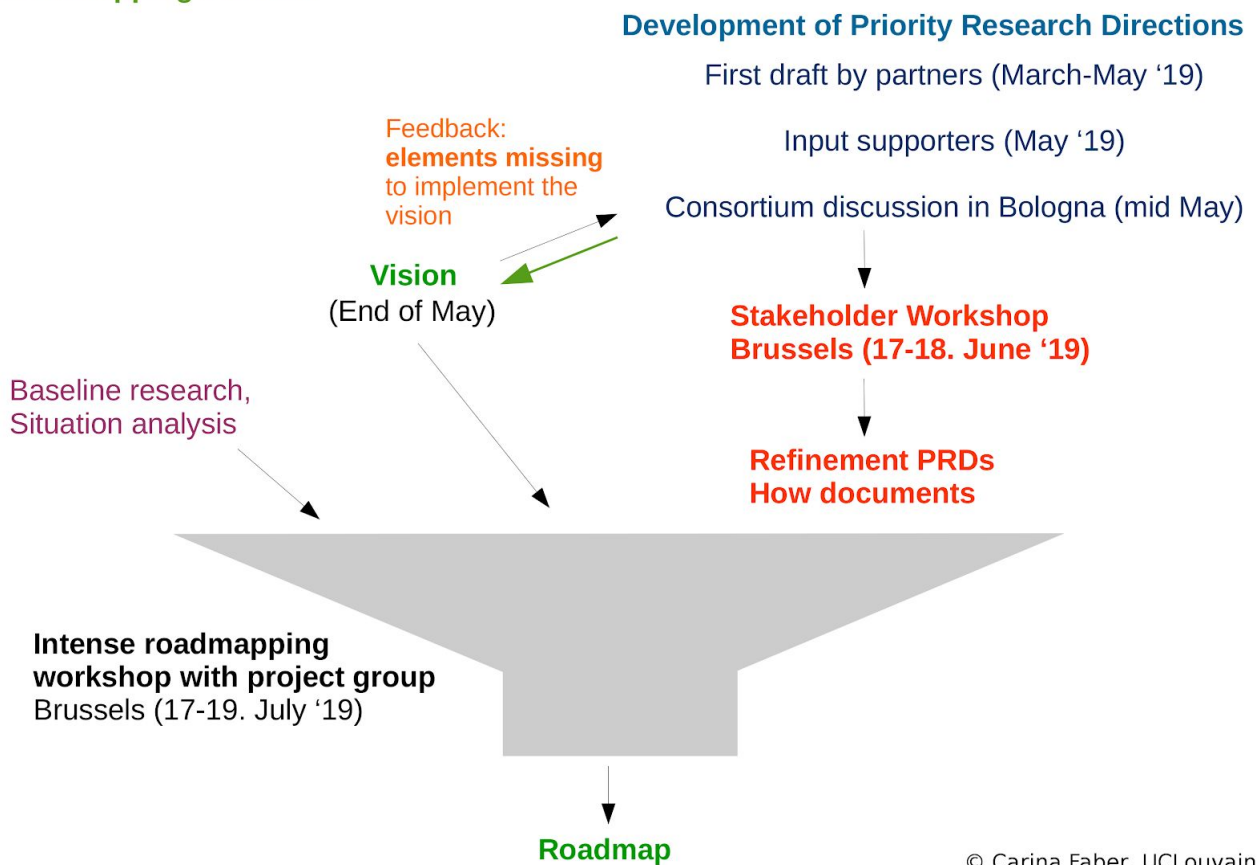 Development of Priority Research Directions
First draft by partners (March-May ‘19)
Feedback:
elements missing
to implement the
vision
Input supporters (May ‘19)
Consortium discussion in Bologna (mid May)
Vision
(End of May)
Stakeholder Workshop
Brussels (17-18. June ‘19)
Baseline research,
Situation analysis
Refinement PRDs
How documents
Intense roadmapping
workshop with project group
Brussels (17-19. July ‘19)
Roadmap
© Carina Faber, UCLouvain